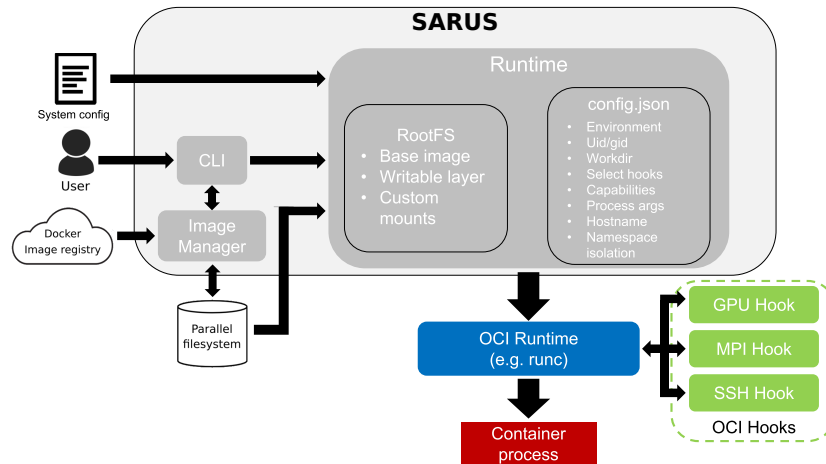 SARUS
Runtime
System config
User
CLI
Docker
Image registry
Image
Manager
Parallel
filesystem
RootFS
• Base image
• Writable layer
• Custom
mounts
config.json
• Environment
• Uid/gid
• Workdir
• Select hooks
• Capabilities
• Process args
• Hostname
• Namespace
isolation
OCI Runtime
(e.g. runc)
Container
process
GPU Hook
MPI Hook
SSH Hook
OCI Hooks